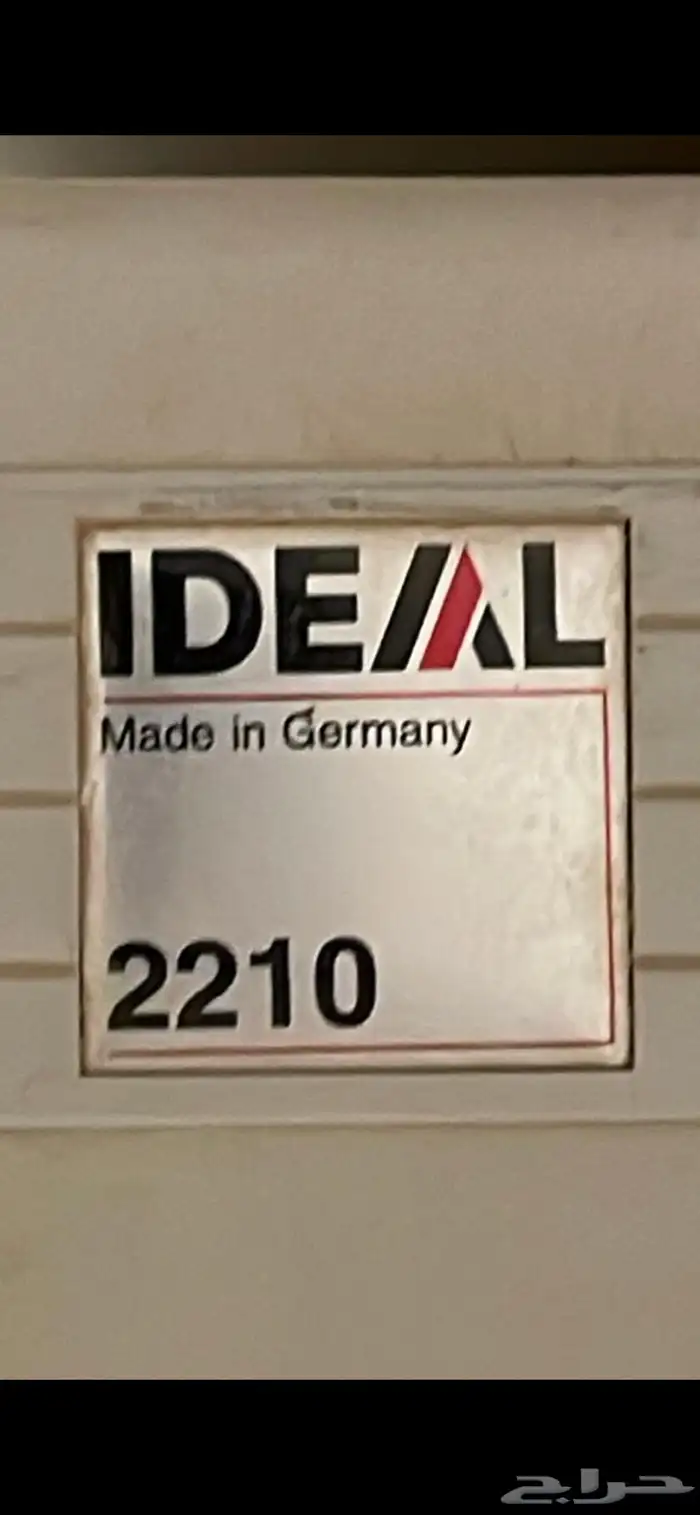 IDEAL
Made in Germany
2210
حراج